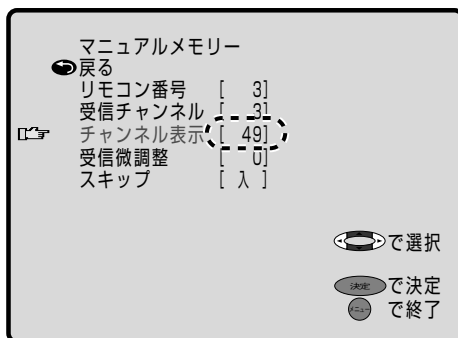 マニュアルメモリー
戻る
リモコン番号 [ 3]
受信チャンネル [ 3]
チャンネル表示 [ 49]
受信微調整 [ 0]
スキップ [ 入 ]
で選択
決定 で決定
メニュー で終了